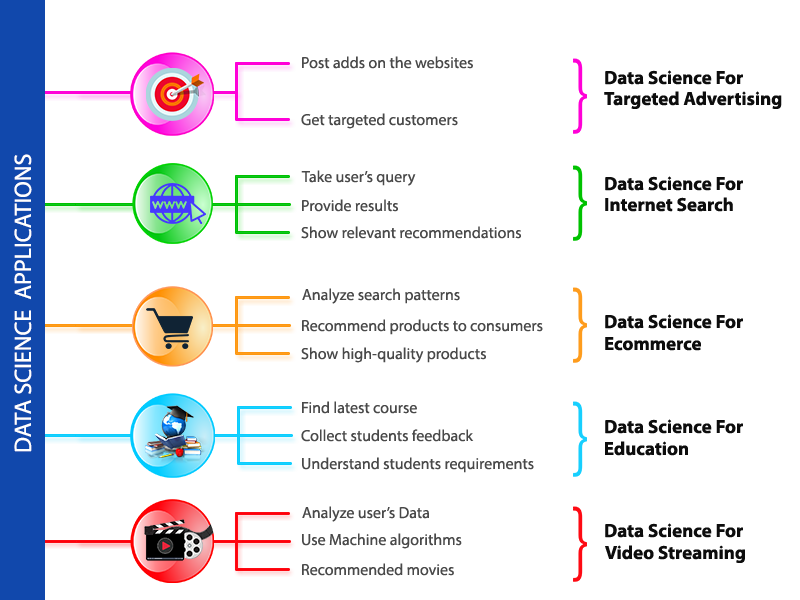 DATA SCIENCE APPLICATIONS
Post adds on the websites
Get targeted customers
Data Science For
Targeted Advertising
WWWW
Take user's query
Provide results
Show relevant recommendations
Data Science For
Internet Search
Analyze search patterns
Recommend products to consumers
Show high-quality products
Data Science For
Ecommerce
Find latest course
Collect students feedback
Understand students requirements
Data Science For
Education
Analyze user's Data
Use Machine algorithms
Recommended movies
Data Science For
Video Streaming